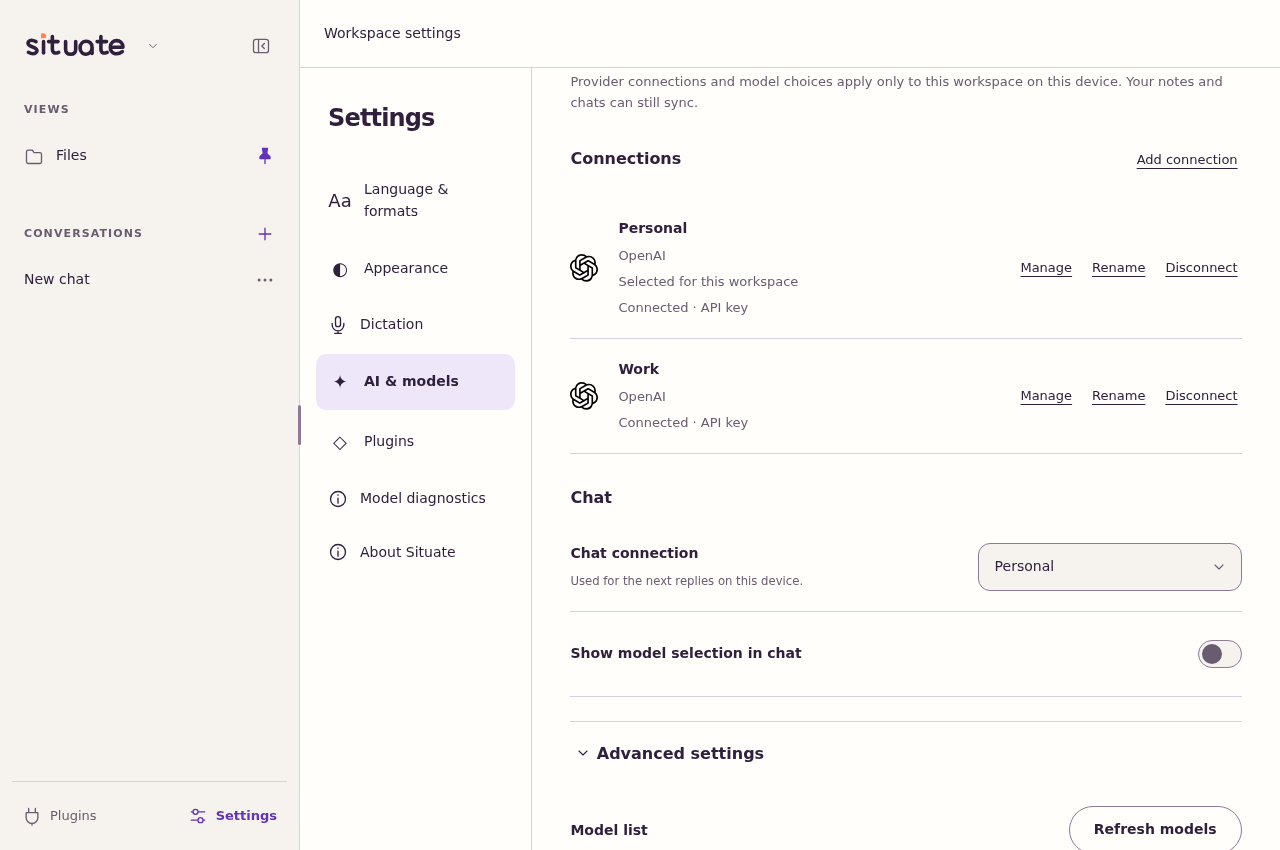 situate
VIEWS
Files
CONVERSATIONS
New chat
Plugins
Settings
Workspace settings
Settings
Aa Language &
formats
Appearance
Dictation
AI & models
Plugins
Model diagnostics
About Situate
Provider connections and model choices apply only to this workspace on this device. Your notes and
chats can still sync.
Connections
Add connection
Personal
OpenAI
Selected for this workspace
Connected · API key
Manage Rename Disconnect
Work
OpenAI
Connected · API key
Manage Rename Disconnect
Chat
Chat connection
Used for the next replies on this device.
Personal
Show model selection in chat
Advanced settings
Model list
Refresh models